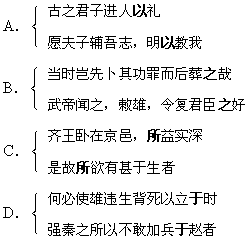 A．古之君子进人以礼
愿夫子辅吾志，明以教我
B．当时岂先卜其功罪而后葬之哉
武帝闻之，敕雄，令复君臣之好
C．齐王卧在京邑，所益实深
是故所欲有甚于生者
D．何必使雄违生背死以立于时
强秦之所以不敢加兵于赵者